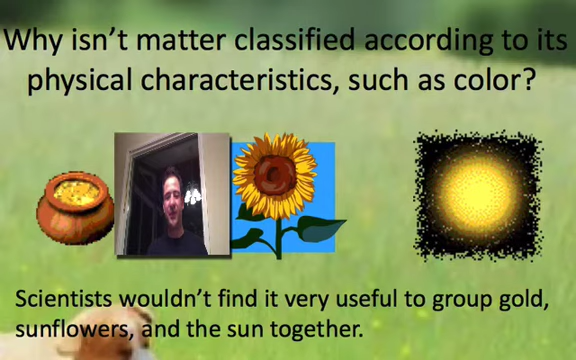 Why isn't matter classified according to its
physical characteristics, such as color?
Scientists wouldn't find it very useful to group gold,
sunflowers, and the sun together.